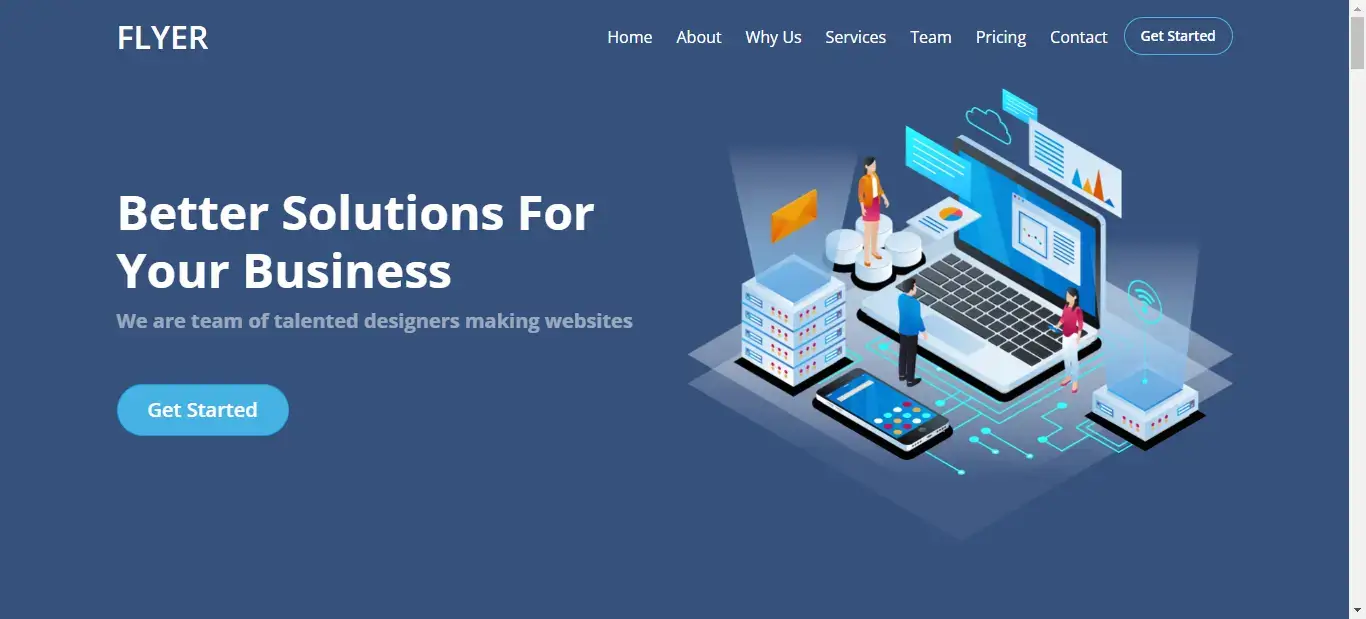 FLYER
Home About Why Us Services Team Pricing Contact Get Started
Better Solutions For
Your Business
We are team of talented designers making websites
Get Started